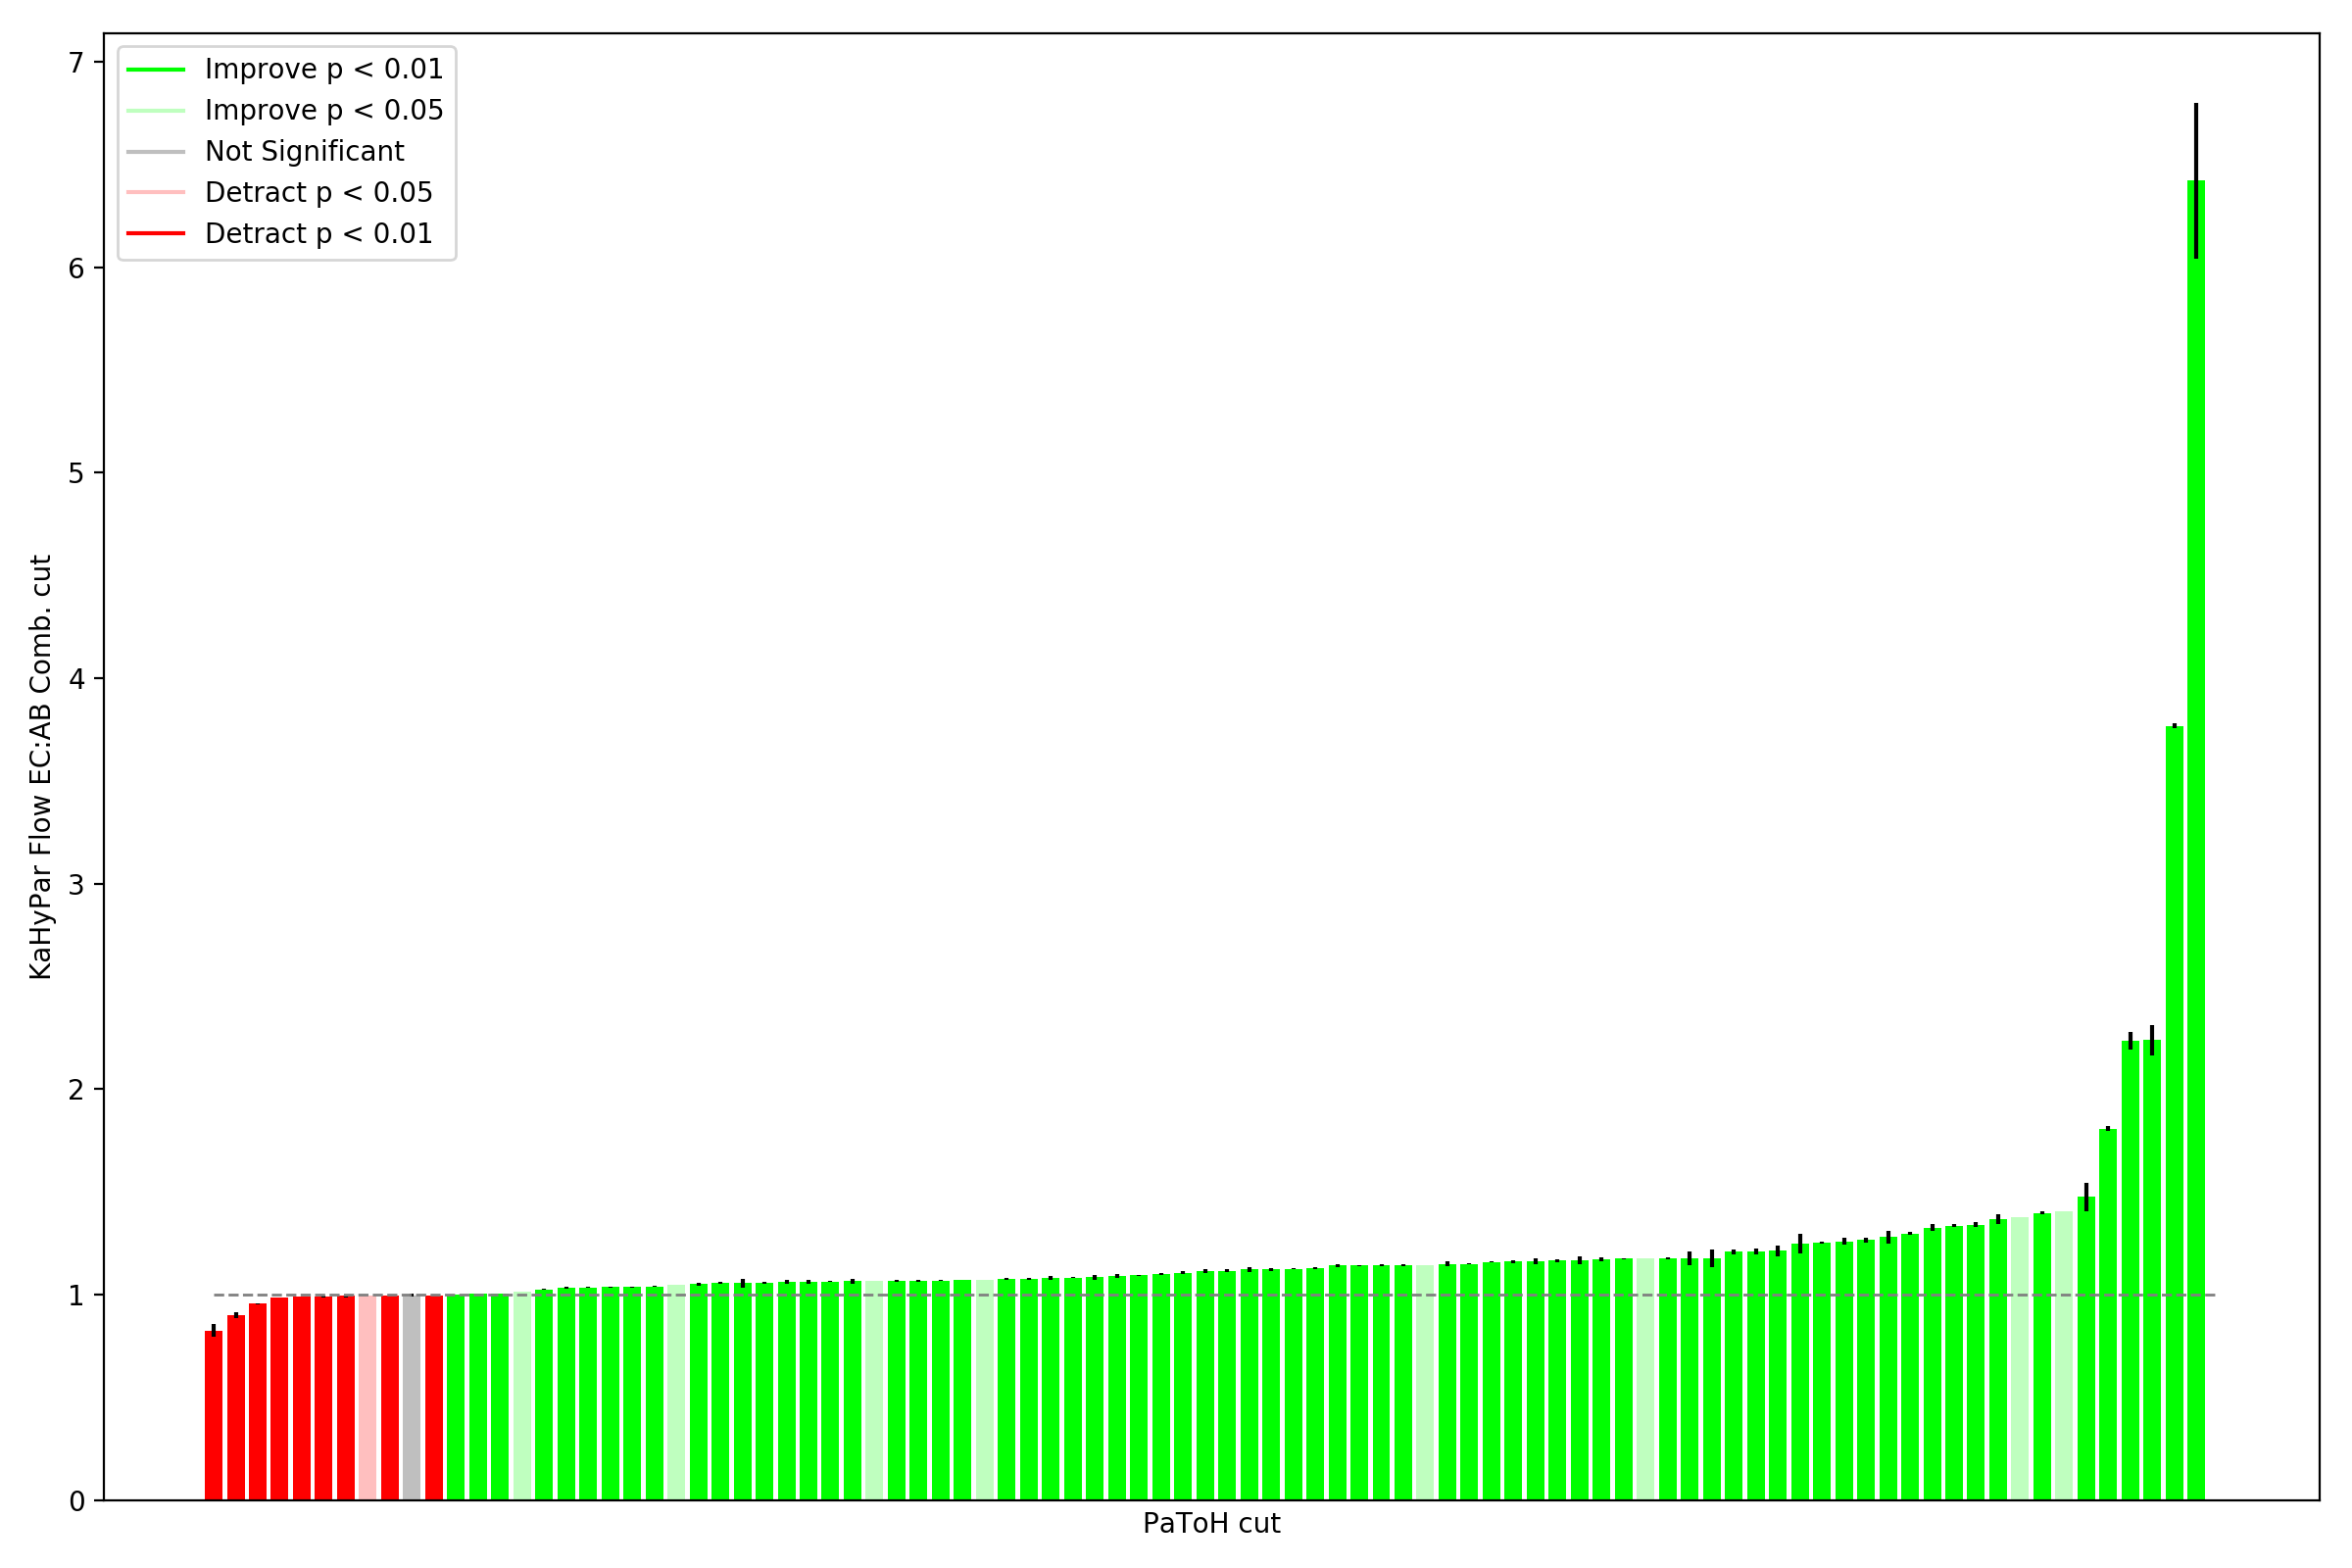 Improve p < 0.01
Improve p < 0.05
Not Significant
Detract p < 0.05
Detract p < 0.01
7
6
5
4
3
2
1
0
KaHyPar Flow EC:AB Comb. cut
PaToH cut